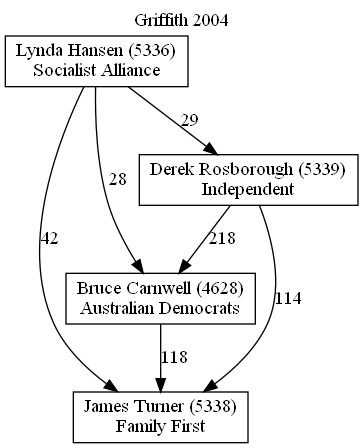 Griffith 2004
Lynda Hansen (5336)
Socialist Alliance
29
Derek Rosborough (5339)
Independent
28
42
218
Bruce Carnwell (4628)
Australian Democrats
114
118
James Turner (5338)
Family First